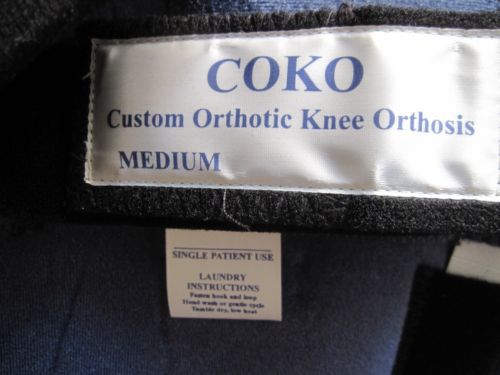 COKO
Custom Orthotic Knee Orthosis
MEDIUM
SINGLE PATIENT USE
LAUNDRY
INSTRUCTIONS
Fasten hook and loop
Hand wash or gentle cycle
Tumble dry, low heat